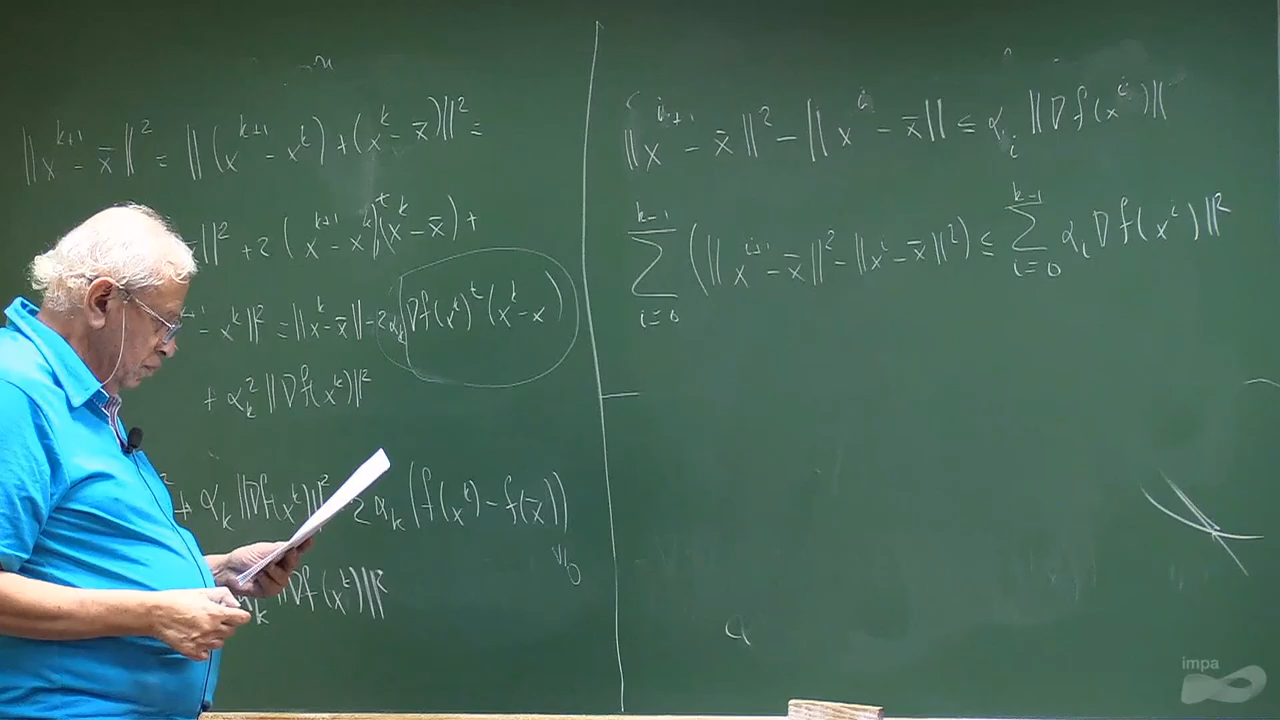 ‖x^{k+1} - x̄‖² = ‖(x^{k+1} - x^k) + (x^k - x̄)‖² =
‖² + 2 (x^{k+1} - x^k)^t (x^k - x̄) +
- x^k‖² = ‖x^k - x̄‖ - 2α_k ∇f(x^k)^t (x^k - x)
+ α_k² ‖∇f(x^k)‖²
+ α_k ‖∇f(x^k)‖² 2α_k (f(x^k) - f(x̄))
≥0
‖∇f(x^k)‖²
‖x^{i+1} - x̄‖² - ‖x^i - x̄‖ ≤ α_i ‖∇f(x^i)‖
∑_{i=0}^{k-1} (‖x^{i+1} - x̄‖² - ‖x^i - x̄‖²) ≤ ∑_{i=0}^{k-1} α_i ∇f(x^i)‖²
a
impa